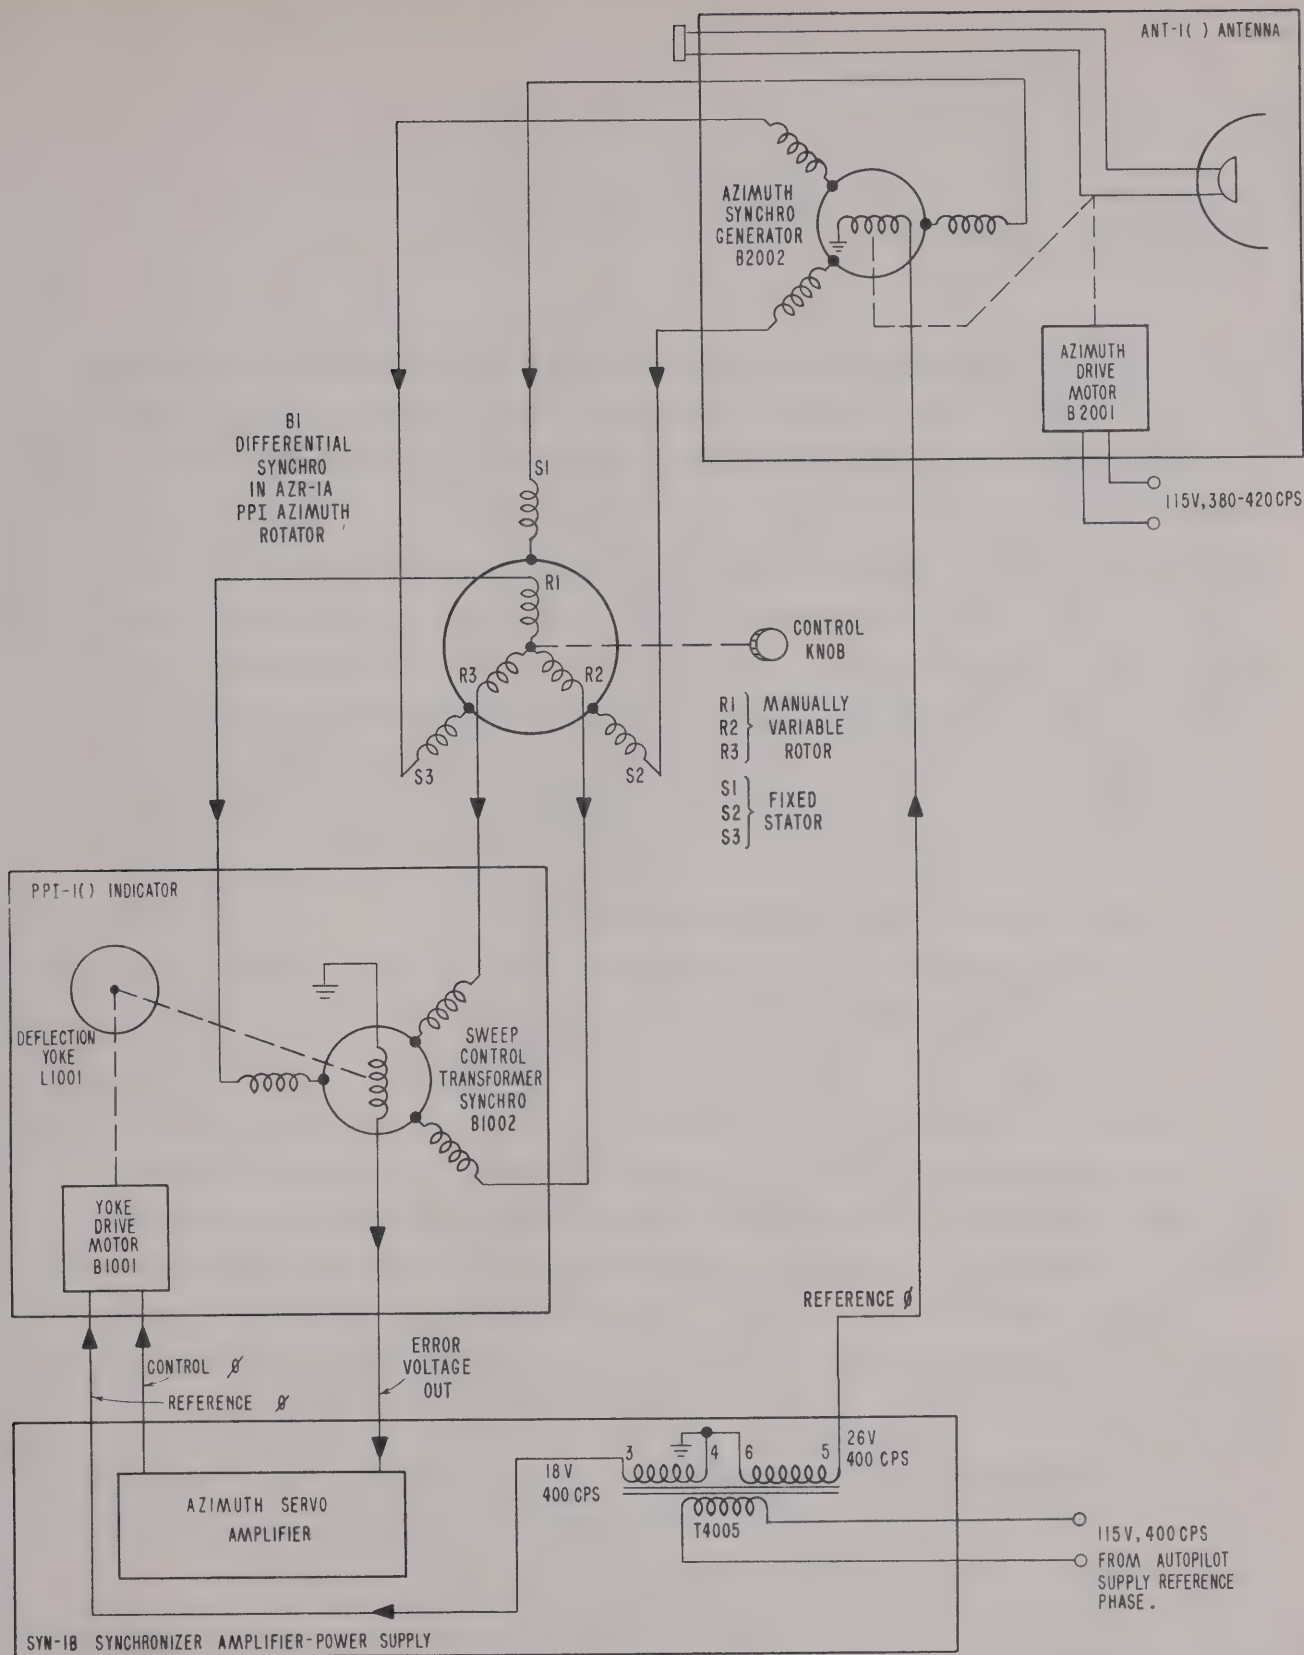 ANT-1( ) ANTENNA
AZIMUTH
SYNCHRO
GENERATOR
B2002
AZIMUTH
DRIVE
MOTOR
B2001
115V, 380-420CPS
B1
DIFFERENTIAL
SYNCHRO
IN AZR-1A
PPI AZIMUTH
ROTATOR
S1
R1
R3
R2
S3
S2
CONTROL
KNOB
R1
R2
R3
MANUALLY
VARIABLE
ROTOR
S1
S2
S3
FIXED
STATOR
PPI-1( ) INDICATOR
DEFLECTION
YOKE
L1001
SWEEP
CONTROL
TRANSFORMER
SYNCHRO
B1002
YOKE
DRIVE
MOTOR
B1001
REFERENCE Ø
CONTROL Ø
REFERENCE Ø
ERROR
VOLTAGE
OUT
18V
400 CPS
3
4
6
5
26V
400 CPS
T4005
AZIMUTH SERVO
AMPLIFIER
115V, 400CPS
FROM AUTOPILOT
SUPPLY REFERENCE
PHASE.
SYN-1B SYNCHRONIZER AMPLIFIER-POWER SUPPLY